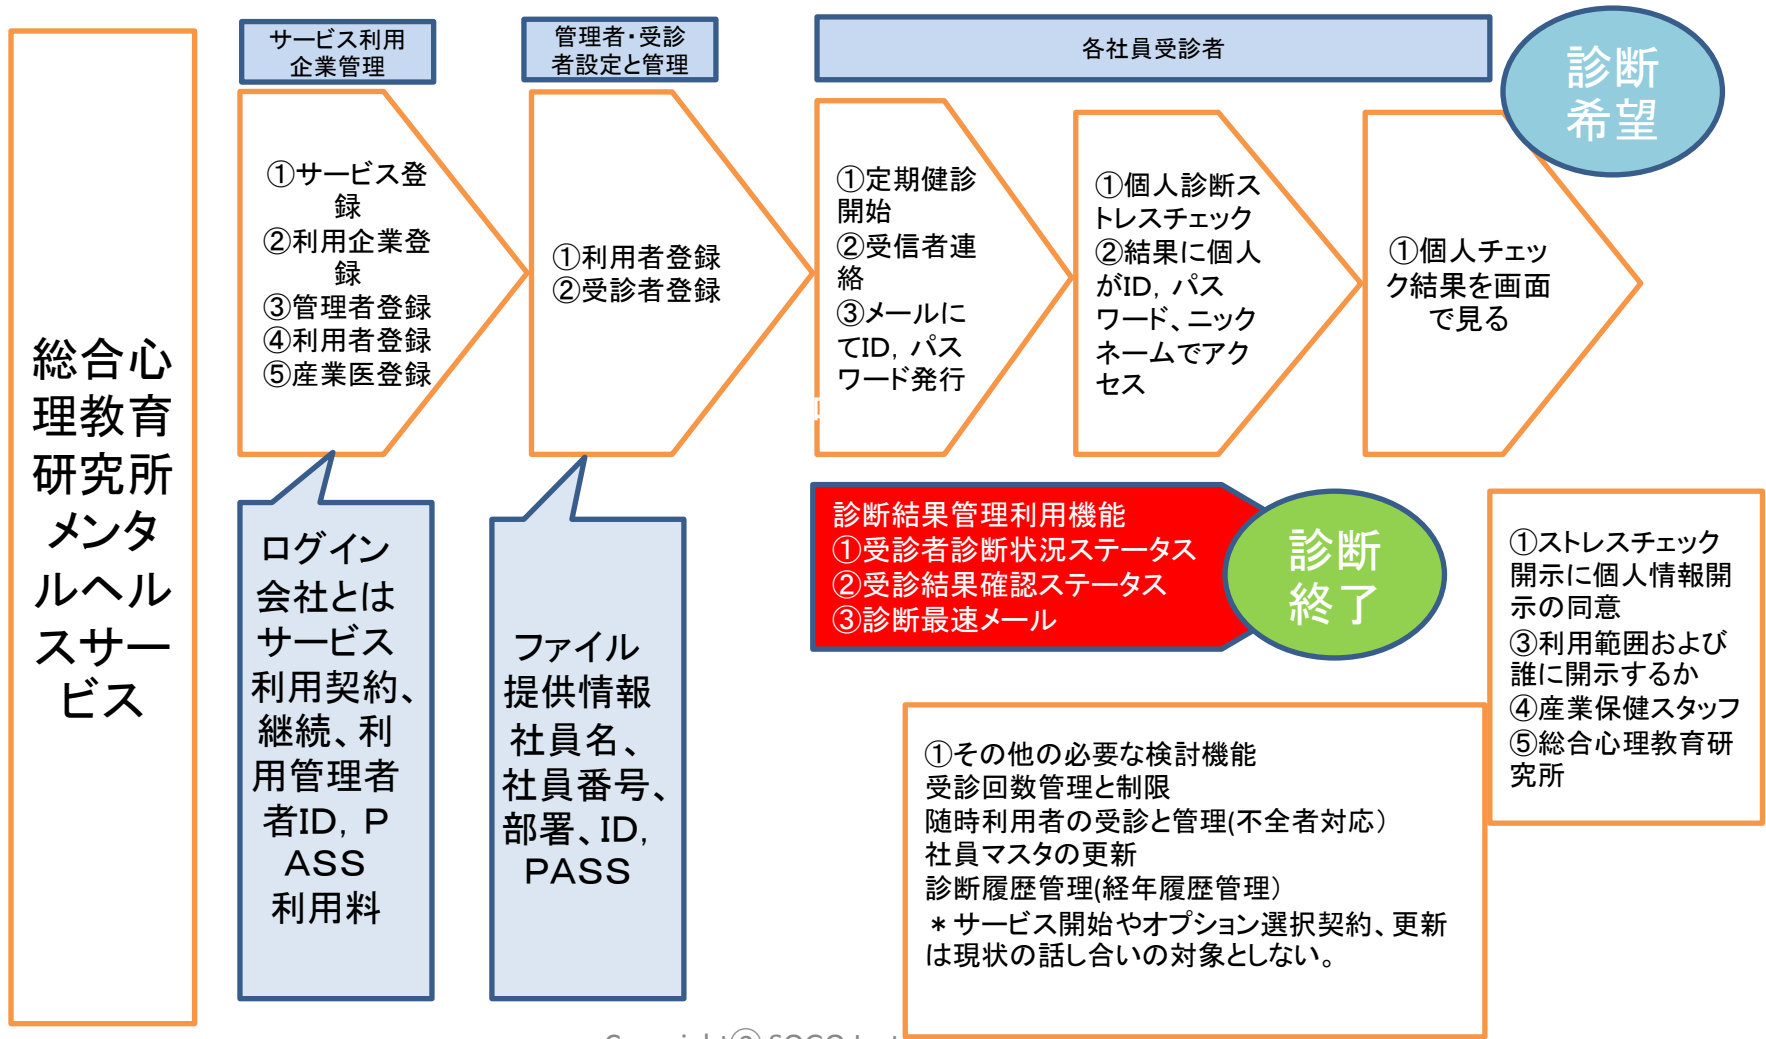 総合心
理教育
研究所
メンタ
ルヘル
スサー
ビス
サービス利用
企業管理
①サービス登
録
②利用企業登
録
③管理者登録
④利用者登録
⑤産業医登録
ログイン
会社とは
サービス
利用契約、
継続、利
用管理者
者ID, P
ASS
利用料
管理者・受診
者設定と管理
①利用者登録
②受診者登録
ファイル
提供情報
社員名、
社員番号、
部署、ID,
PASS
各社員受診者
①定期健診
開始
②受信者連
絡
③メールに
てID, パス
ワード発行
①個人診断ス
トレスチェック
②結果に個人
がID, パス
ワード、ニック
ネームでアク
セス
①個人チェッ
ク結果を画面
で見る
診断
希望
診断結果管理利用機能
①受診者診断状況ステータス
②受診結果確認ステータス
③診断最速メール
診断
終了
①ストレスチェック
開示に個人情報開
示の同意
③利用範囲および
誰に開示するか
④産業保健スタッフ
⑤総合心理教育研
究所
①その他の必要な検討機能
受診回数管理と制限
随時利用者の受診と管理(不全者対応）
社員マスタの更新
診断履歴管理(経年履歴管理）
＊サービス開始やオプション選択契約、更新
は現状の話し合いの対象としない。